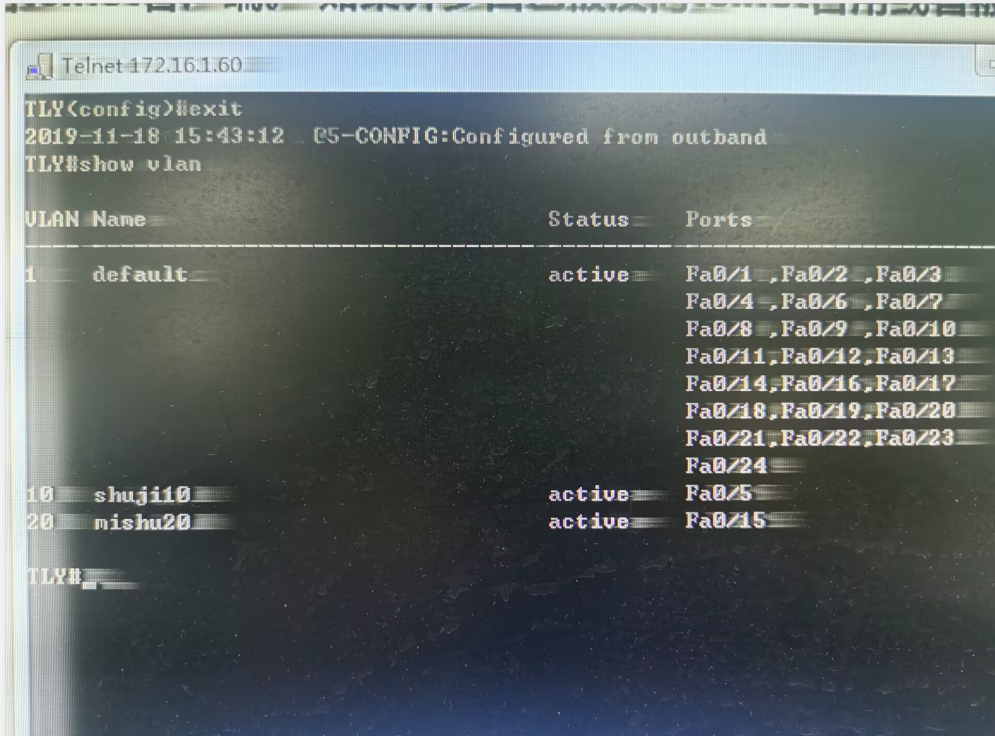 Telnet 172.16.1.60
TLY(config)#exit
2019-11-18 15:43:12 @5-CONFIG:Configured from outband
TLY#show vlan
VLAN Name Status Ports
1 default active Fa0/1 ,Fa0/2 ,Fa0/3
Fa0/4 ,Fa0/6 ,Fa0/7
Fa0/8 ,Fa0/9 ,Fa0/10
Fa0/11,Fa0/12,Fa0/13
Fa0/14,Fa0/16,Fa0/17
Fa0/18,Fa0/19,Fa0/20
Fa0/21,Fa0/22,Fa0/23
Fa0/24
10 shuji10 active Fa0/5
20 mishu20 active Fa0/15
TLY#_